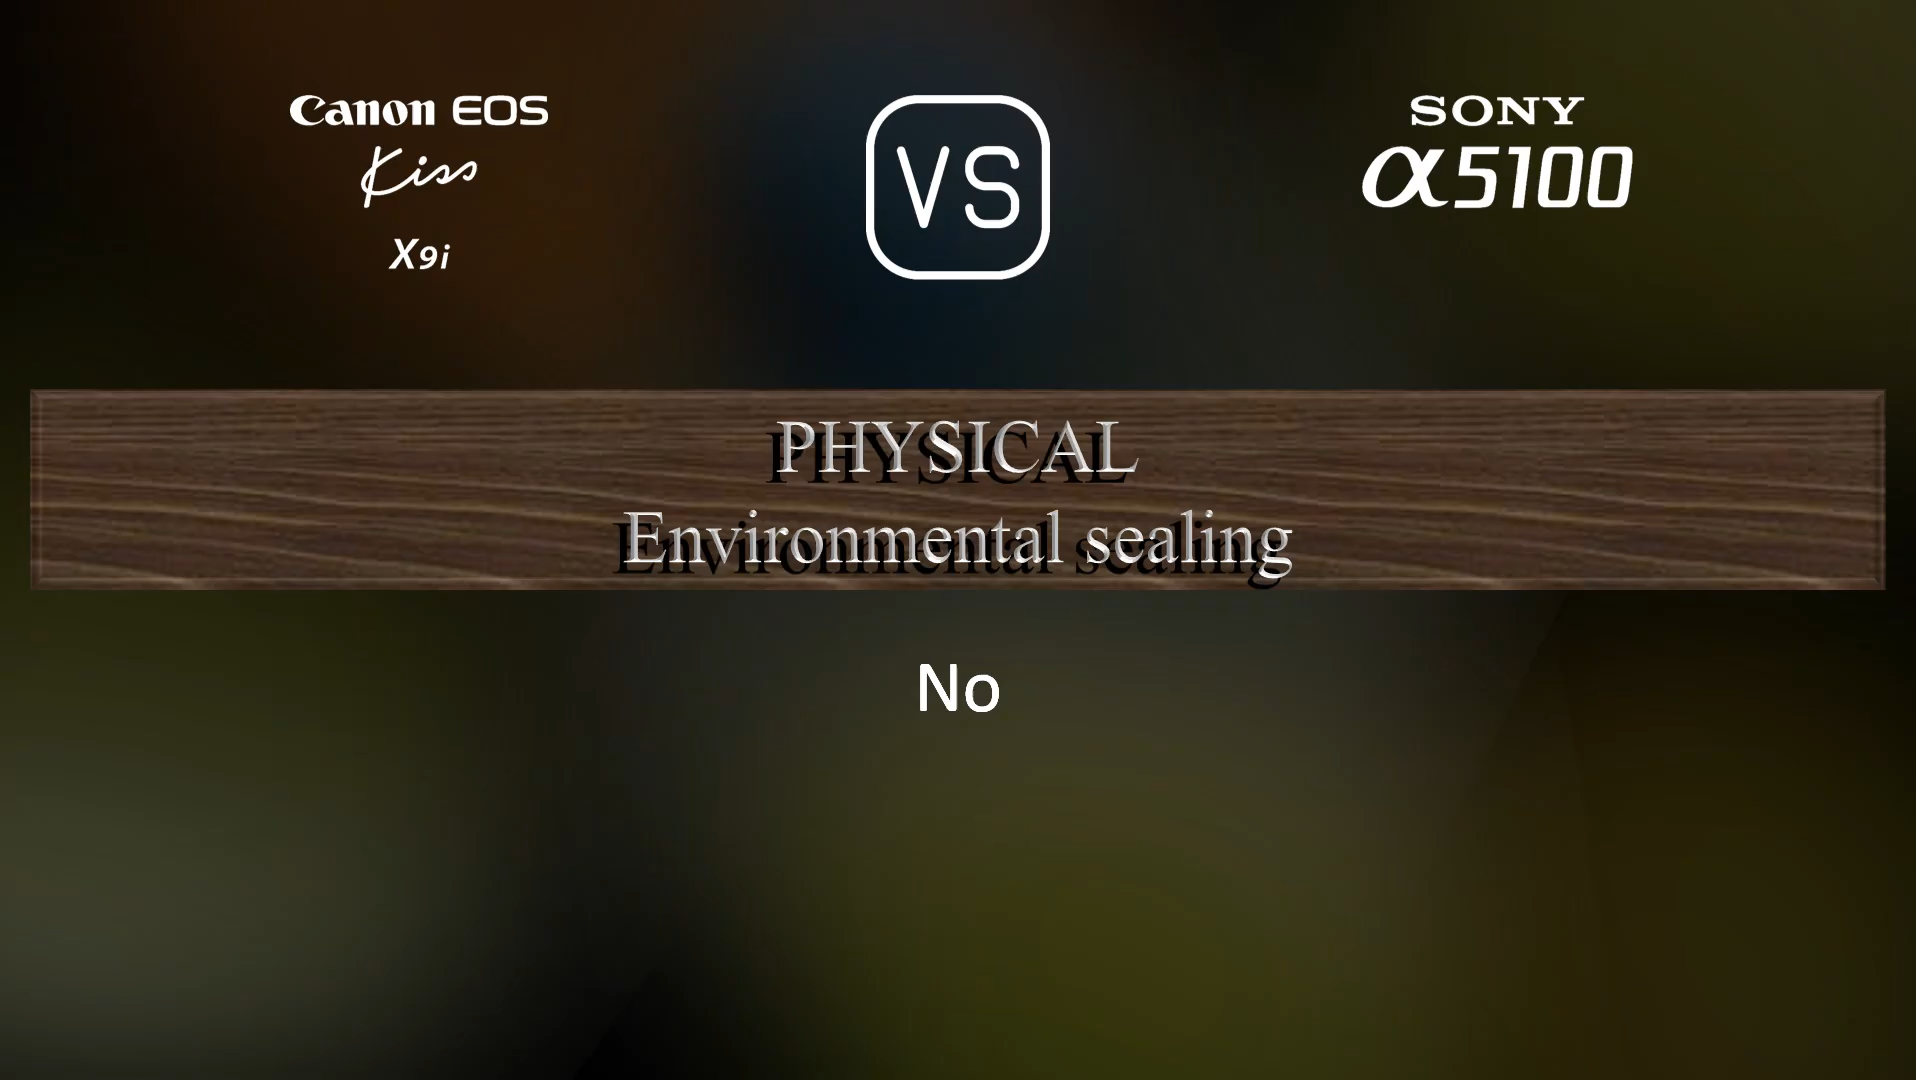 Canon EOS
Kiss
X9i
VS
SONY
α5100
PHYSICAL
Environmental sealing
No